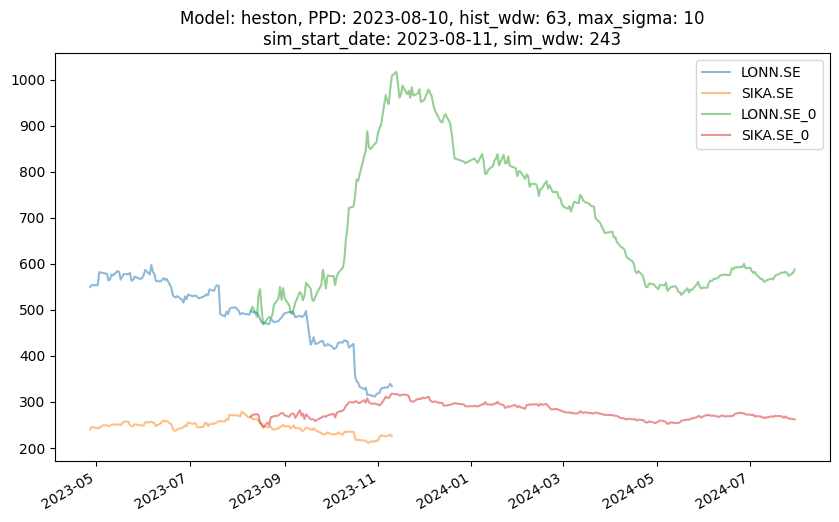 Model: heston, PPD: 2023-08-10, hist_wdw: 63, max_sigma: 10
sim_start_date: 2023-08-11, sim_wdw: 243
LONN.SE
SIKA.SE
LONN.SE_0
SIKA.SE_0
1000
900
800
700
600
500
400
300
200
2023-05
2023-07
2023-09
2023-11
2024-01
2024-03
2024-05
2024-07